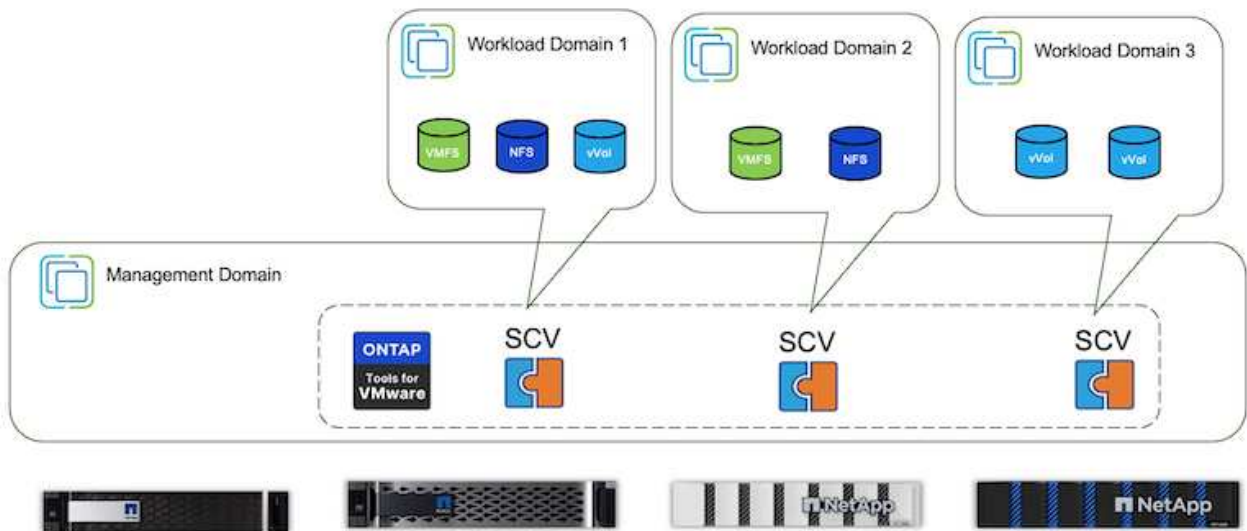 Workload Domain 1
Workload Domain 2
Workload Domain 3
VMFS
NFS
vVol
VMFS
NFS
vVol
vVol
Management Domain
ONTAP
Tools for
VMware
SCV
SCV
SCV
NetApp
NetApp